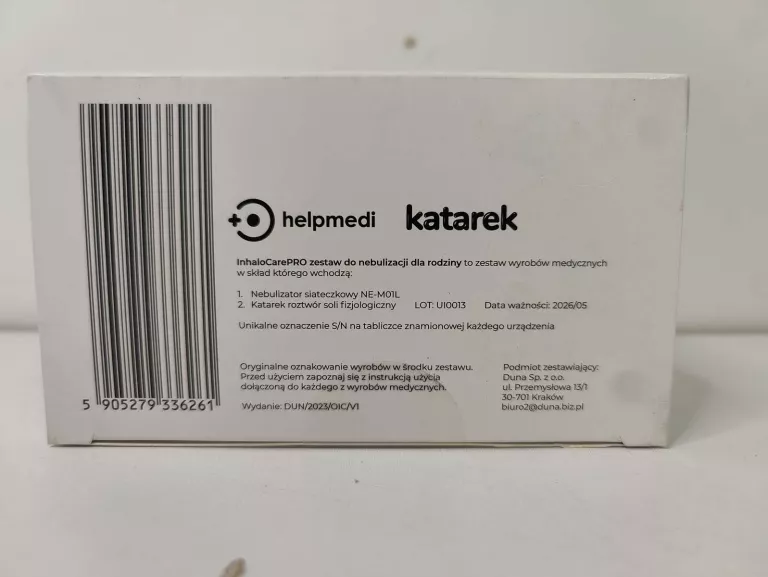 helpmedi katarek
InhaloCarePRO zestaw do nebulizacji dla rodziny to zestaw wyrobów medycznych
w skład którego wchodzą:
1. Nebulizator siateczkowy NE-M01L
2. Katarek roztwór soli fizjologicznej LOT: UI0013 Data ważności: 2026/05
Unikalne oznaczenie S/N na tabliczce znamionowej każdego urządzenia
Oryginalne oznakowanie wyrobów w środku zestawu.
Przed użyciem zapoznaj się z instrukcją użycia
dołączoną do każdego z wyrobów medycznych.
Wydanie: DUN/2023/OIC/V1
Podmiot zestawiający:
Duna Sp. z o.o.
ul. Przemysłowa 13/1
30-701 Kraków
biuro2@duna.biz.pl
5 905279 336261